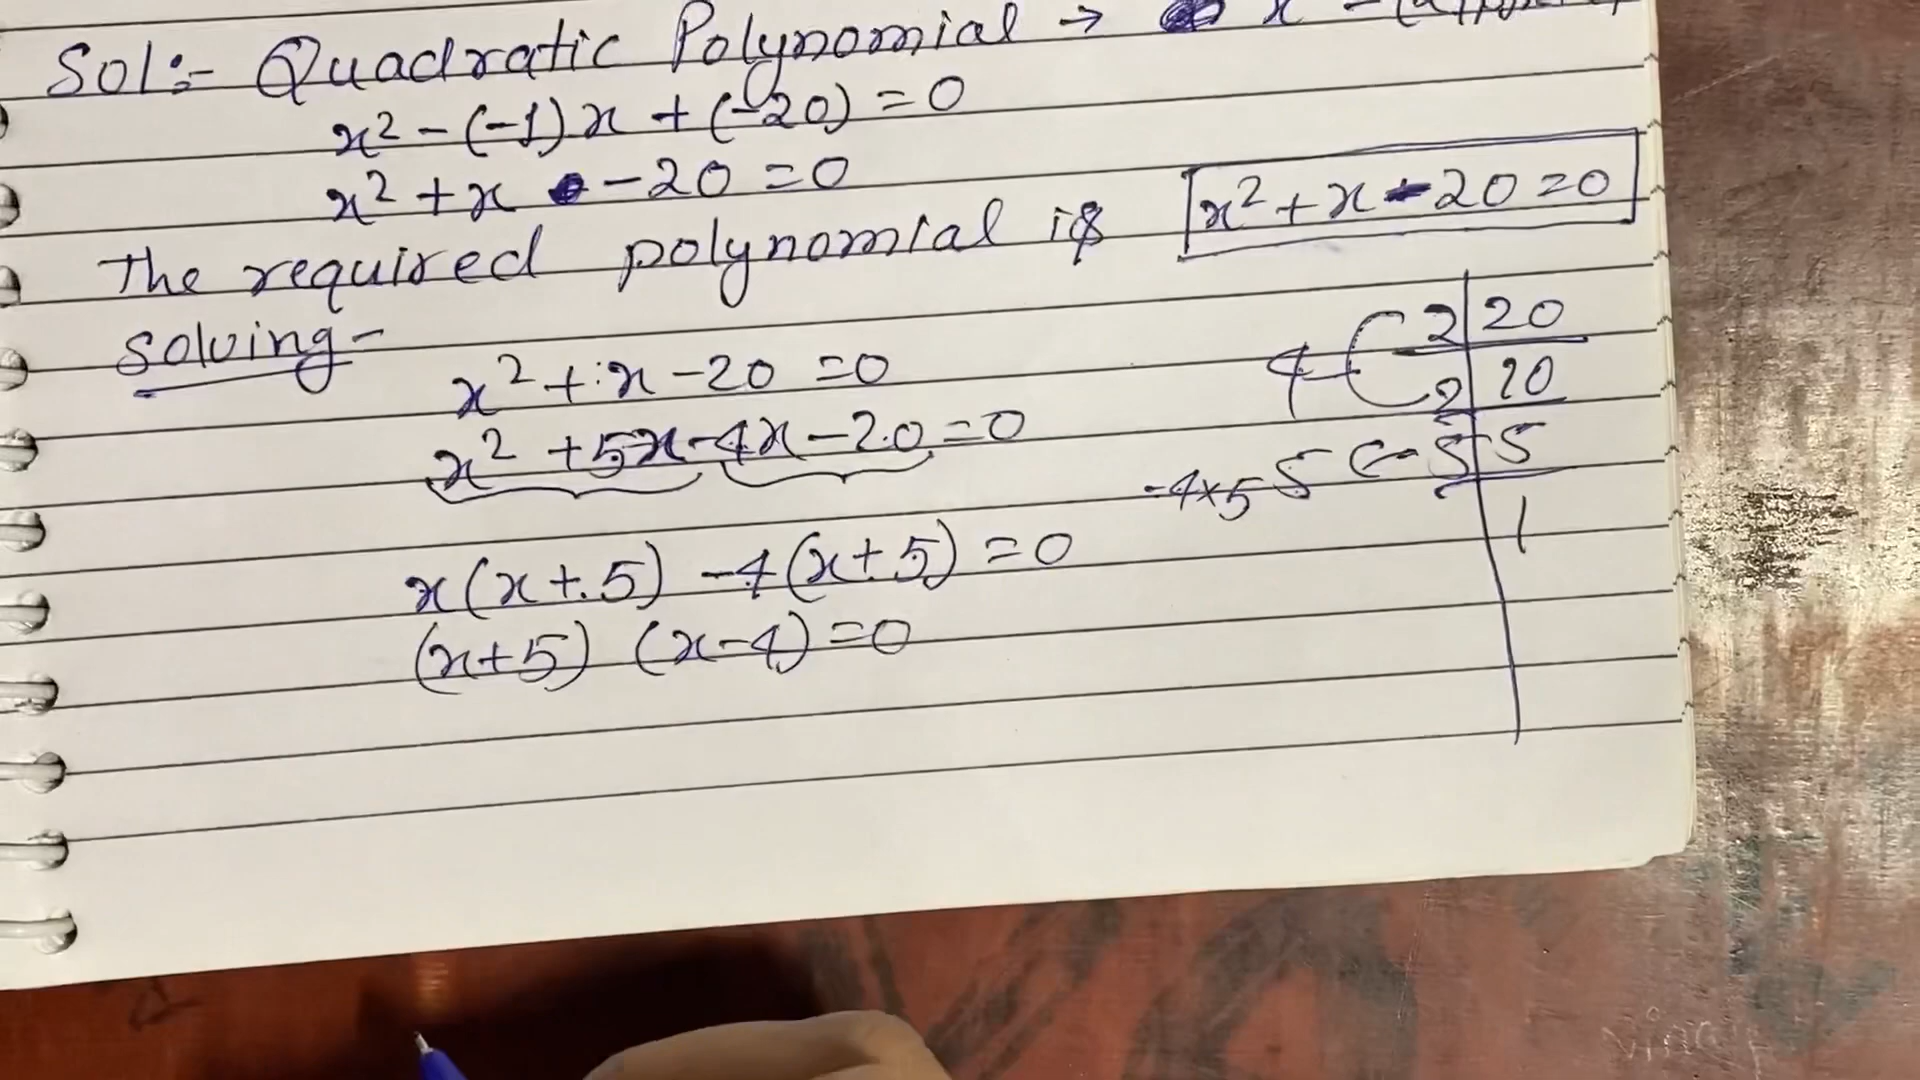 Sol:- Quadratic Polynomial →
x² - (-1)x + (-20) = 0
x² + x - 20 = 0
The required polynomial is x² + x - 20 = 0
Solving-
x² + x - 20 = 0
x² + 5x - 4x - 20 = 0
x(x + 5) - 4(x + 5) = 0
(x+5) (x-4) = 0
2 | 20
4
2 | 10
-4×5 5 ← 5 | 5
1